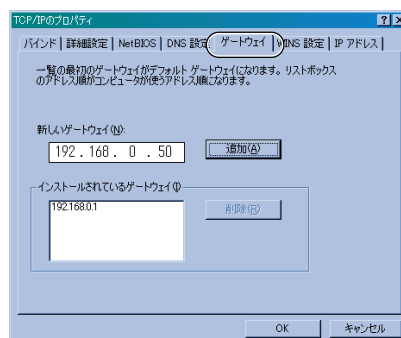 TCP/IPのプロパティ
バインド 詳細設定 NetBIOS DNS 設定 ゲートウェイ WINS 設定 IP アドレス
一覧の最初のゲートウェイがデフォルト ゲートウェイになります。リストボックス
のアドレス順がコンピュータが使うアドレス順になります。
新しいゲートウェイ(N):
192 . 168 . 0 . 50 追加(A)
インストールされているゲートウェイ(I)
192.168.0.1 削除(R)
OK キャンセル